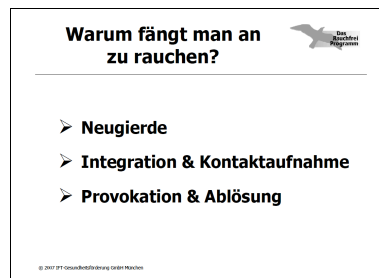 Warum fängt man an
zu rauchen?
Das
Rauchfrei
Programm
➢ Neugierde
➢ Integration & Kontaktaufnahme
➢ Provokation & Ablösung
© 2007 IFT-Gesundheitsförderung GmbH München